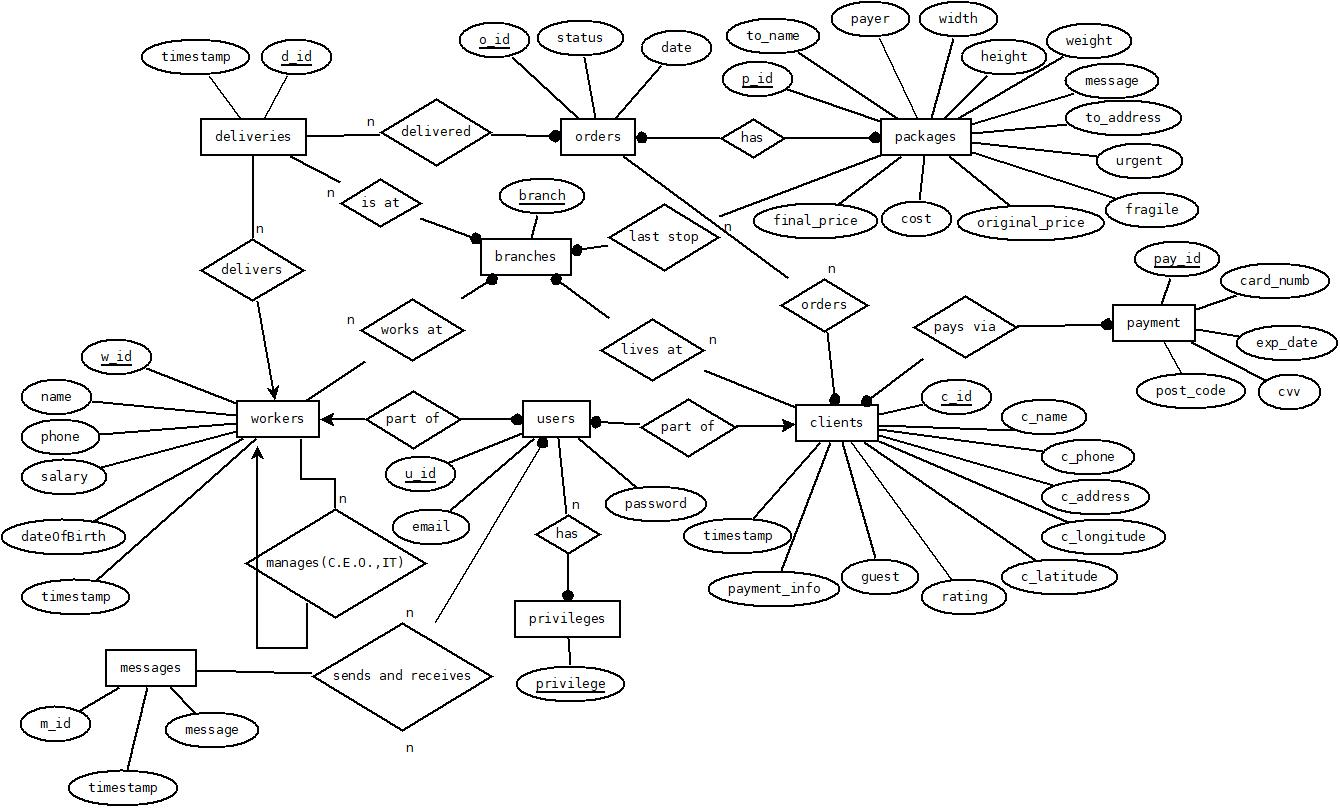 payer
width
o_id
status
to_name
weight
date
timestamp
d_id
height
p_id
message
to_address
n
deliveries
delivered
orders
has
packages
urgent
n
is at
branch
fragile
final_price
cost
original_price
n
n
last stop
branches
pay_id
delivers
n
card_numb
orders
n
works at
pays via
payment
n
lives at
exp_date
w_id
post_code
cvv
name
c_id
workers
part of
users
part of
clients
c_name
phone
c_phone
salary
u_id
c_address
n
n
password
email
dateOfBirth
has
timestamp
c_longitude
manages(C.E.O.,IT)
guest
c_latitude
payment_info
rating
timestamp
n
privileges
messages
sends and receives
privilege
m_id
message
n
timestamp